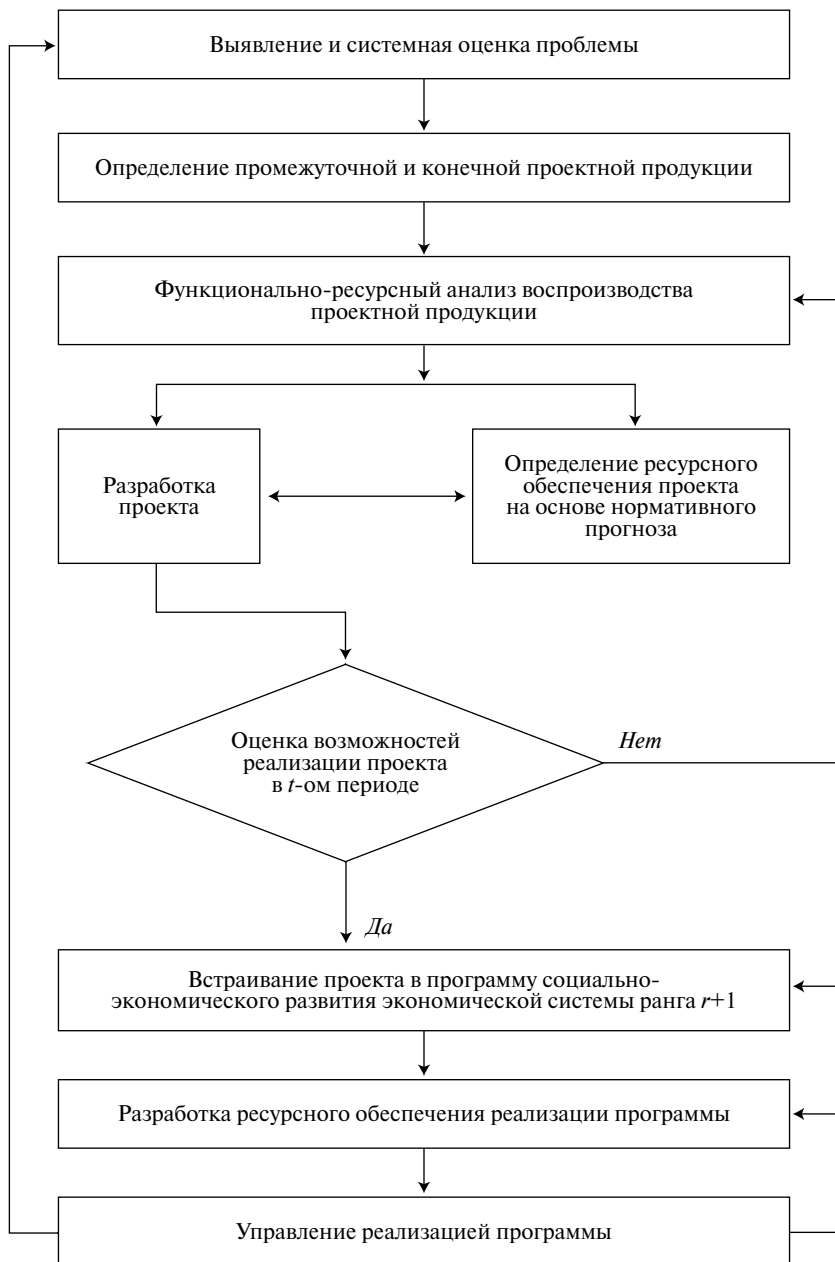 Выявление и системная оценка проблемы
Определение промежуточной и конечной проектной продукции
Функционально-ресурсный анализ воспроизводства
проектной продукции
Разработка
проекта
Определение ресурсного
обеспечения проекта
на основе нормативного
прогноза
Оценка возможностей
реализации проекта
в t-ом периоде
Нет
Да
Встраивание проекта в программу социально-
экономического развития экономической системы ранга r+1
Разработка ресурсного обеспечения реализации программы
Управление реализацией программы